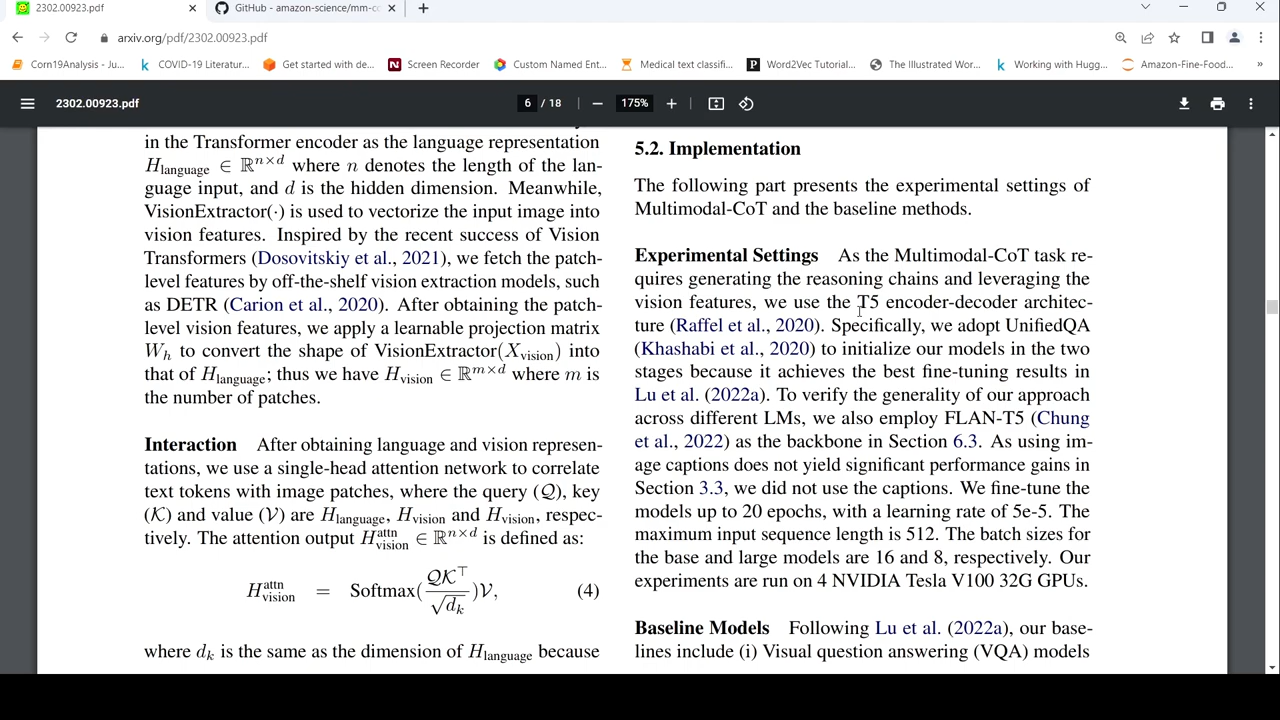 2302.00923.pdf
GitHub - amazon-science/mm-co
arxiv.org/pdf/2302.00923.pdf
Corn19Analysis - Ju...
COVID-19 Literatur...
Get started with de...
Screen Recorder
Custom Named Ent...
Medical text classifi...
Word2Vec Tutorial...
The Illustrated Wor...
Working with Hugg...
Amazon-Fine-Food...
»
2302.00923.pdf
6 / 18
175%
in the Transformer encoder as the language representation
H_language ∈ ℝ^{n×d} where n denotes the length of the lan-
guage input, and d is the hidden dimension. Meanwhile,
VisionExtractor(·) is used to vectorize the input image into
vision features. Inspired by the recent success of Vision
Transformers (Dosovitskiy et al., 2021), we fetch the patch-
level features by off-the-shelf vision extraction models, such
as DETR (Carion et al., 2020). After obtaining the patch-
level vision features, we apply a learnable projection matrix
W_h to convert the shape of VisionExtractor(X_vision) into
that of H_language; thus we have H_vision ∈ ℝ^{m×d} where m is
the number of patches.
Interaction After obtaining language and vision represen-
tations, we use a single-head attention network to correlate
text tokens with image patches, where the query (Q), key
(K) and value (V) are H_language, H_vision and H_vision, respec-
tively. The attention output H^attn_vision ∈ ℝ^{n×d} is defined as:
H^attn_vision = Softmax(QK^⊤/√d_k)V, (4)
where d_k is the same as the dimension of H_language because
5.2. Implementation
The following part presents the experimental settings of
Multimodal-CoT and the baseline methods.
Experimental Settings As the Multimodal-CoT task re-
quires generating the reasoning chains and leveraging the
vision features, we use the T5 encoder-decoder architec-
ture (Raffel et al., 2020). Specifically, we adopt UnifiedQA
(Khashabi et al., 2020) to initialize our models in the two
stages because it achieves the best fine-tuning results in
Lu et al. (2022a). To verify the generality of our approach
across different LMs, we also employ FLAN-T5 (Chung
et al., 2022) as the backbone in Section 6.3. As using im-
age captions does not yield significant performance gains in
Section 3.3, we did not use the captions. We fine-tune the
models up to 20 epochs, with a learning rate of 5e-5. The
maximum input sequence length is 512. The batch sizes for
the base and large models are 16 and 8, respectively. Our
experiments are run on 4 NVIDIA Tesla V100 32G GPUs.
Baseline Models Following Lu et al. (2022a), our base-
lines include (i) Visual question answering (VQA) models